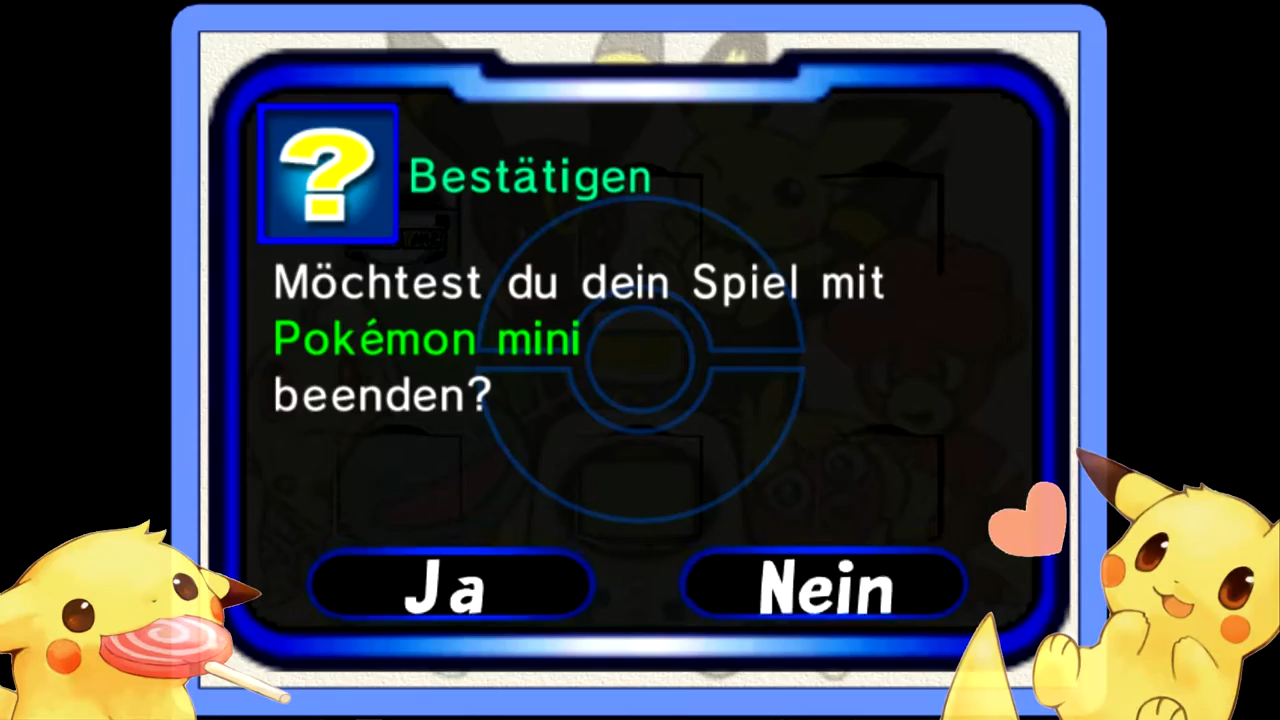 Bestätigen
Möchtest du dein Spiel mit
Pokémon mini
beenden?
Ja
Nein